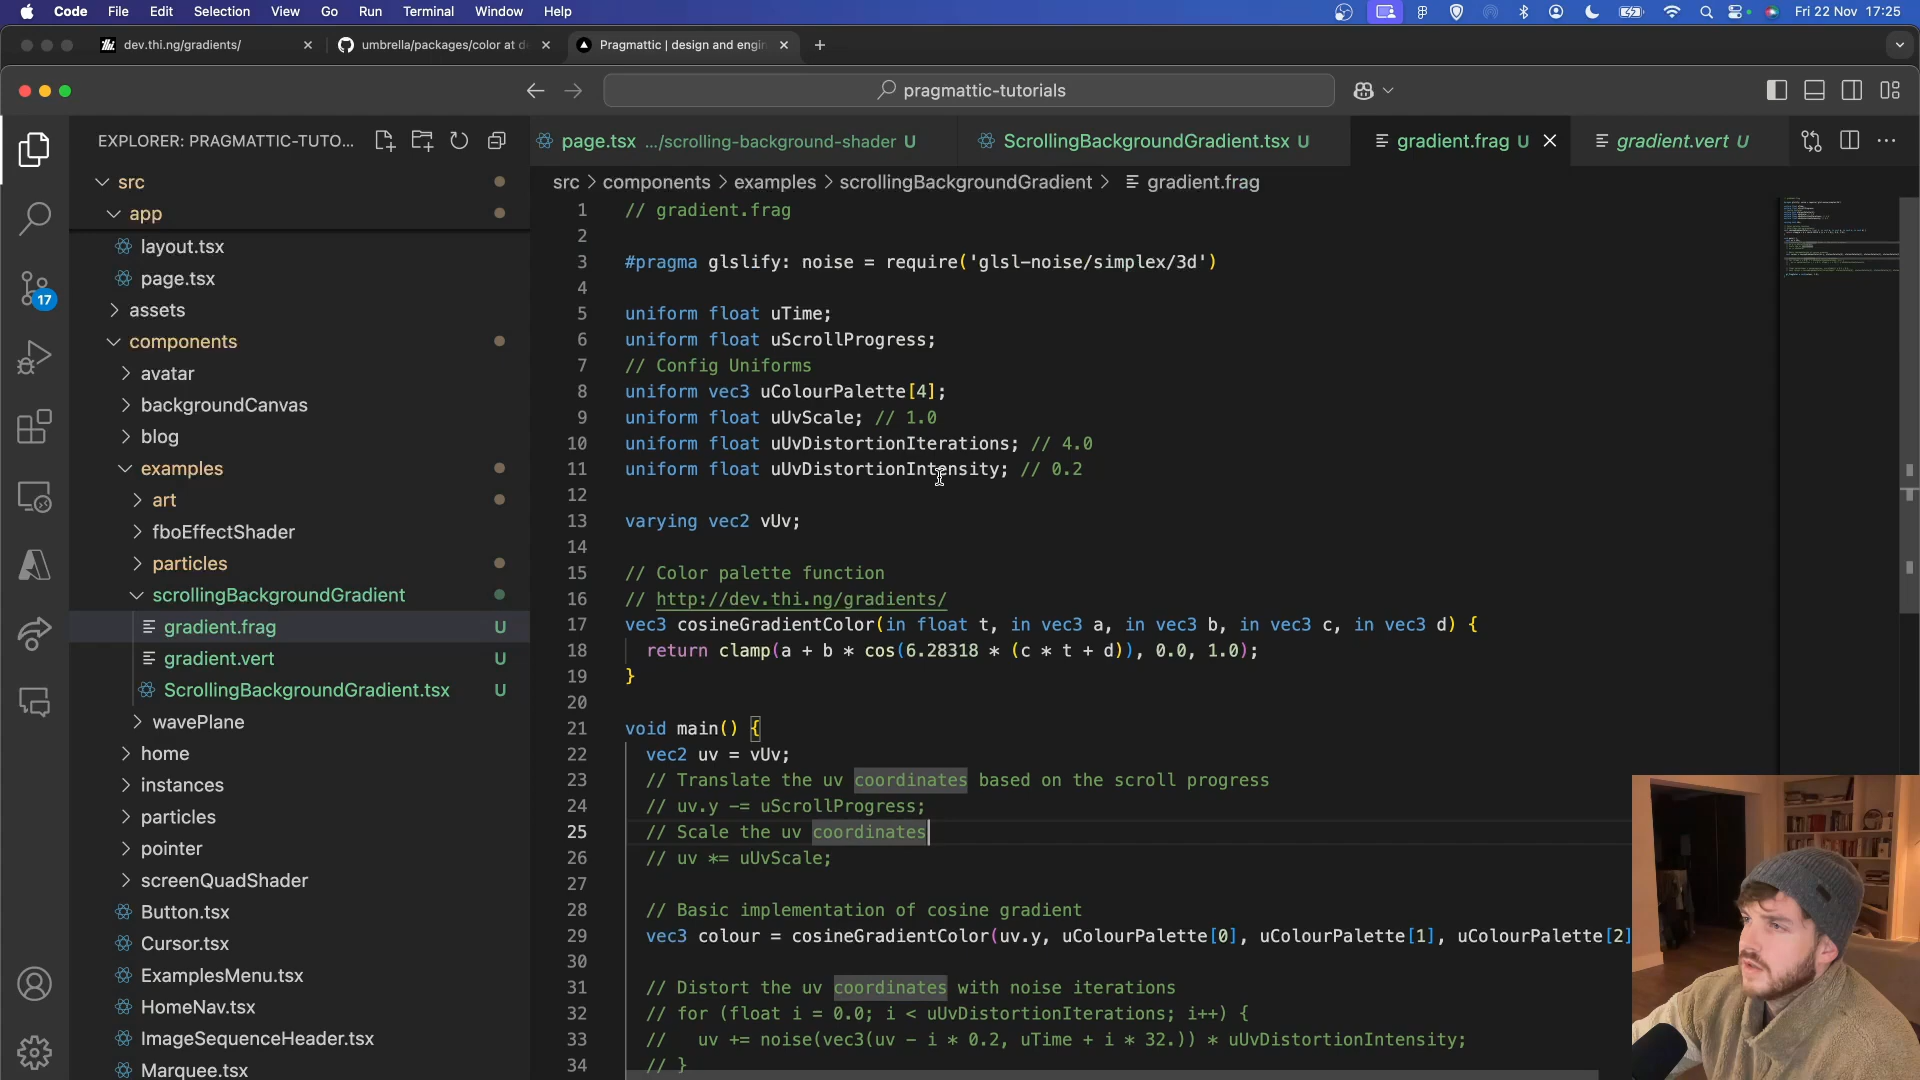 Code File Edit Selection View Go Run Terminal Window Help Fri 22 Nov 17:25
dev.thi.ng/gradients/ umbrella/packages/color at d Pragmattic | design and engin
pragmattic-tutorials
EXPLORER: PRAGMATTIC-TUTO...
src
app
layout.tsx
page.tsx
assets
components
avatar
backgroundCanvas
blog
examples
art
fboEffectShader
particles
scrollingBackgroundGradient
gradient.frag U
gradient.vert U
ScrollingBackgroundGradient.tsx U
wavePlane
home
instances
particles
pointer
screenQuadShader
Button.tsx
Cursor.tsx
ExamplesMenu.tsx
HomeNav.tsx
ImageSequenceHeader.tsx
Marquee.tsx
17
page.tsx .../scrolling-background-shader U ScrollingBackgroundGradient.tsx U gradient.frag U gradient.vert U
src > components > examples > scrollingBackgroundGradient > gradient.frag
1 // gradient.frag
2
3 #pragma glslify: noise = require('glsl-noise/simplex/3d')
4
5 uniform float uTime;
6 uniform float uScrollProgress;
7 // Config Uniforms
8 uniform vec3 uColourPalette[4];
9 uniform float uUvScale; // 1.0
10 uniform float uUvDistortionIterations; // 4.0
11 uniform float uUvDistortionIntensity; // 0.2
12
13 varying vec2 vUv;
14
15 // Color palette function
16 // http://dev.thi.ng/gradients/
17 vec3 cosineGradientColor(in float t, in vec3 a, in vec3 b, in vec3 c, in vec3 d) {
18 return clamp(a + b * cos(6.28318 * (c * t + d)), 0.0, 1.0);
19 }
20
21 void main() {
22 vec2 uv = vUv;
23 // Translate the uv coordinates based on the scroll progress
24 // uv.y -= uScrollProgress;
25 // Scale the uv coordinates
26 // uv *= uUvScale;
27
28 // Basic implementation of cosine gradient
29 vec3 colour = cosineGradientColor(uv.y, uColourPalette[0], uColourPalette[1], uColourPalette[2]
30
31 // Distort the uv coordinates with noise iterations
32 // for (float i = 0.0; i < uUvDistortionIterations; i++) {
33 // uv += noise(vec3(uv - i * 0.2, uTime + i * 32.)) * uUvDistortionIntensity;
34 // }